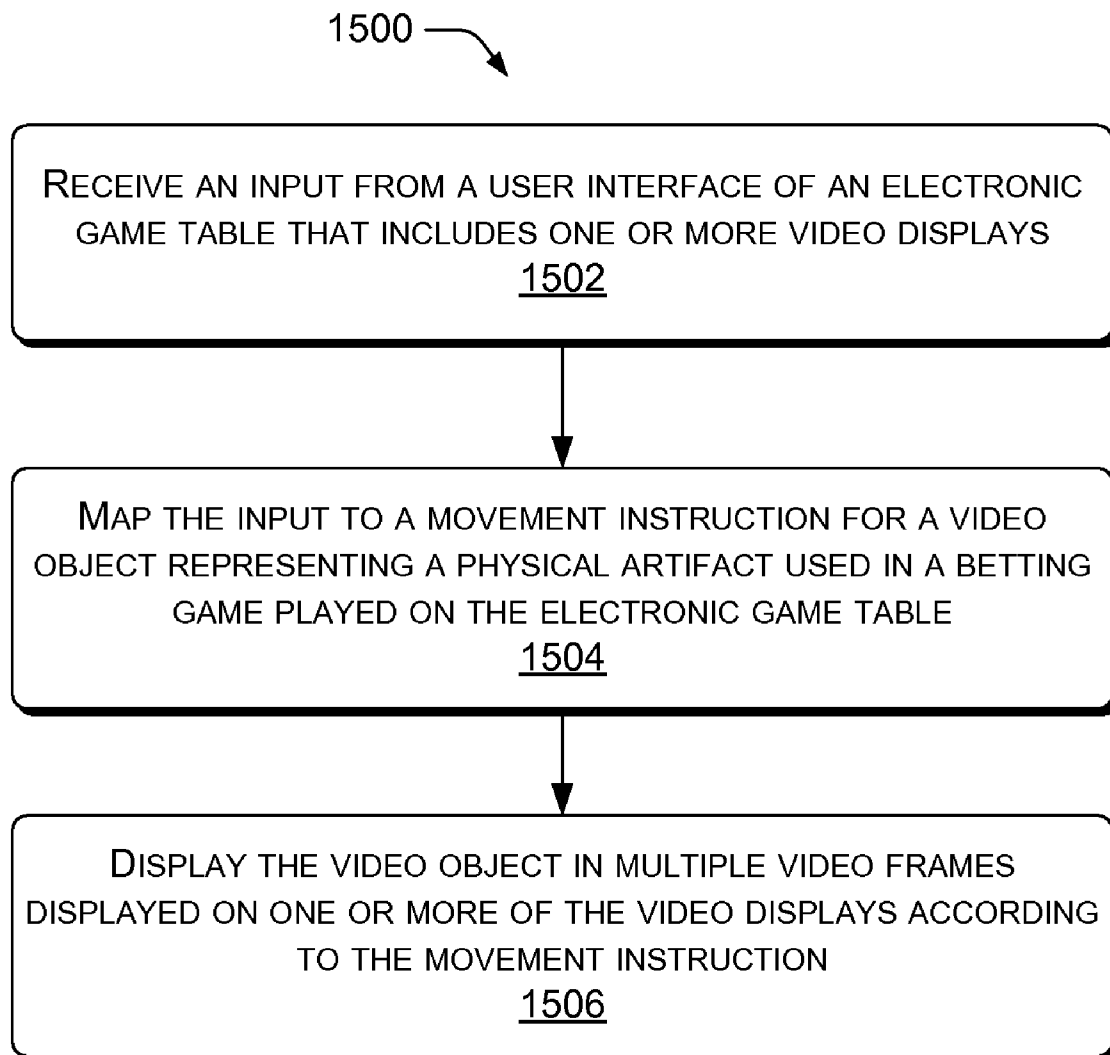 1500
RECEIVE AN INPUT FROM A USER INTERFACE OF AN ELECTRONIC
GAME TABLE THAT INCLUDES ONE OR MORE VIDEO DISPLAYS
1502
MAP THE INPUT TO A MOVEMENT INSTRUCTION FOR A VIDEO
OBJECT REPRESENTING A PHYSICAL ARTIFACT USED IN A BETTING
GAME PLAYED ON THE ELECTRONIC GAME TABLE
1504
DISPLAY THE VIDEO OBJECT IN MULTIPLE VIDEO FRAMES
DISPLAYED ON ONE OR MORE OF THE VIDEO DISPLAYS ACCORDING
TO THE MOVEMENT INSTRUCTION
1506